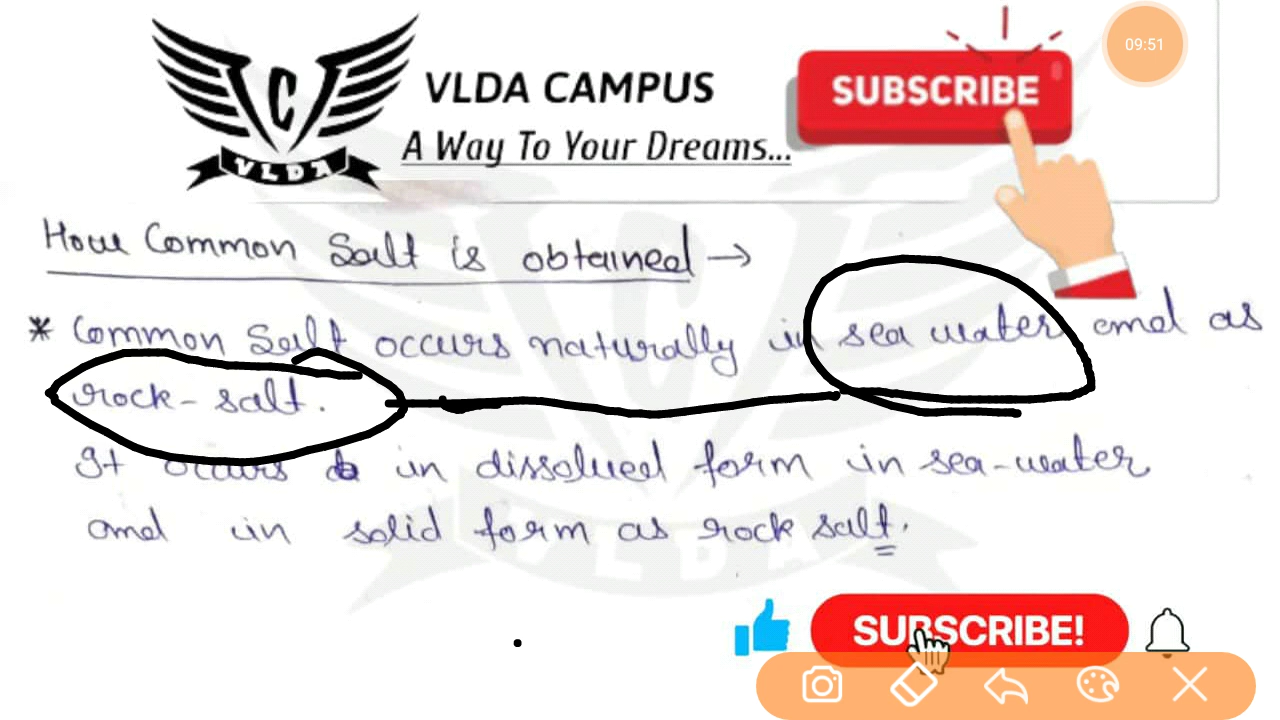 VLDA CAMPUS
A Way To Your Dreams...
C
VLDA
SUBSCRIBE
09:51
How Common Salt is obtained →
* Common Salt occurs naturally in sea water and as
rock-salt.
It occurs in dissolved form in sea-water
and in solid form as rock salt.
VLDA
SUBSCRIBE!